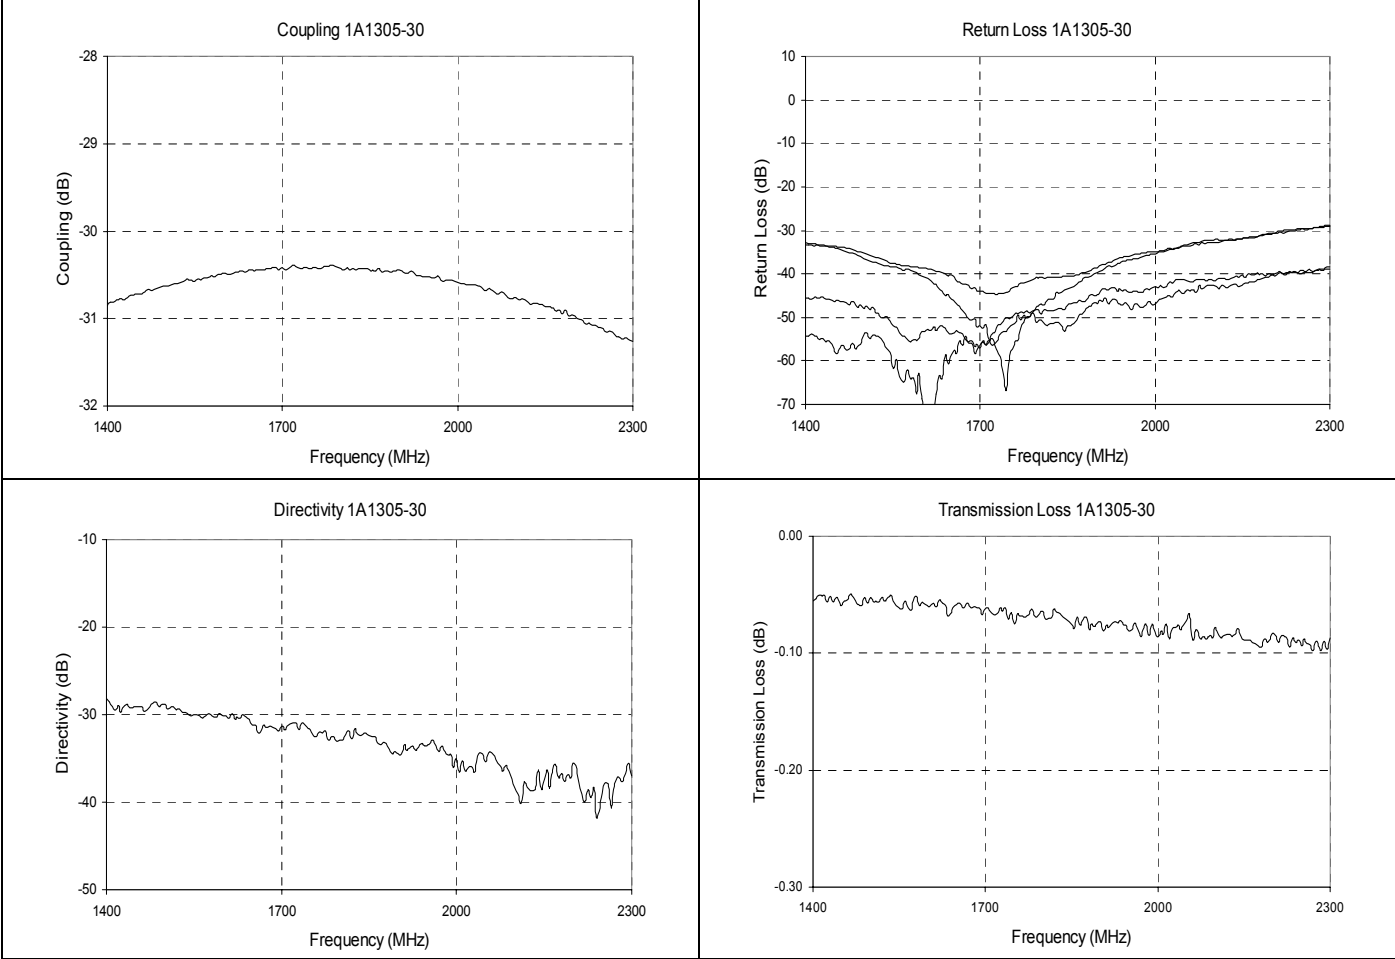 Coupling 1A1305-30
-28
-29
-30
-31
-32
Coupling (dB)
1400 1700 2000 2300
Frequency (MHz)
Return Loss 1A1305-30
10
0
-10
-20
-30
-40
-50
-60
-70
Return Loss (dB)
1400 1700 2000 2300
Frequency (MHz)
Directivity 1A1305-30
-10
-20
-30
-40
-50
Directivity (dB)
1400 1700 2000 2300
Frequency (MHz)
Transmission Loss 1A1305-30
0.00
-0.10
-0.20
-0.30
Transmission Loss (dB)
1400 1700 2000 2300
Frequency (MHz)